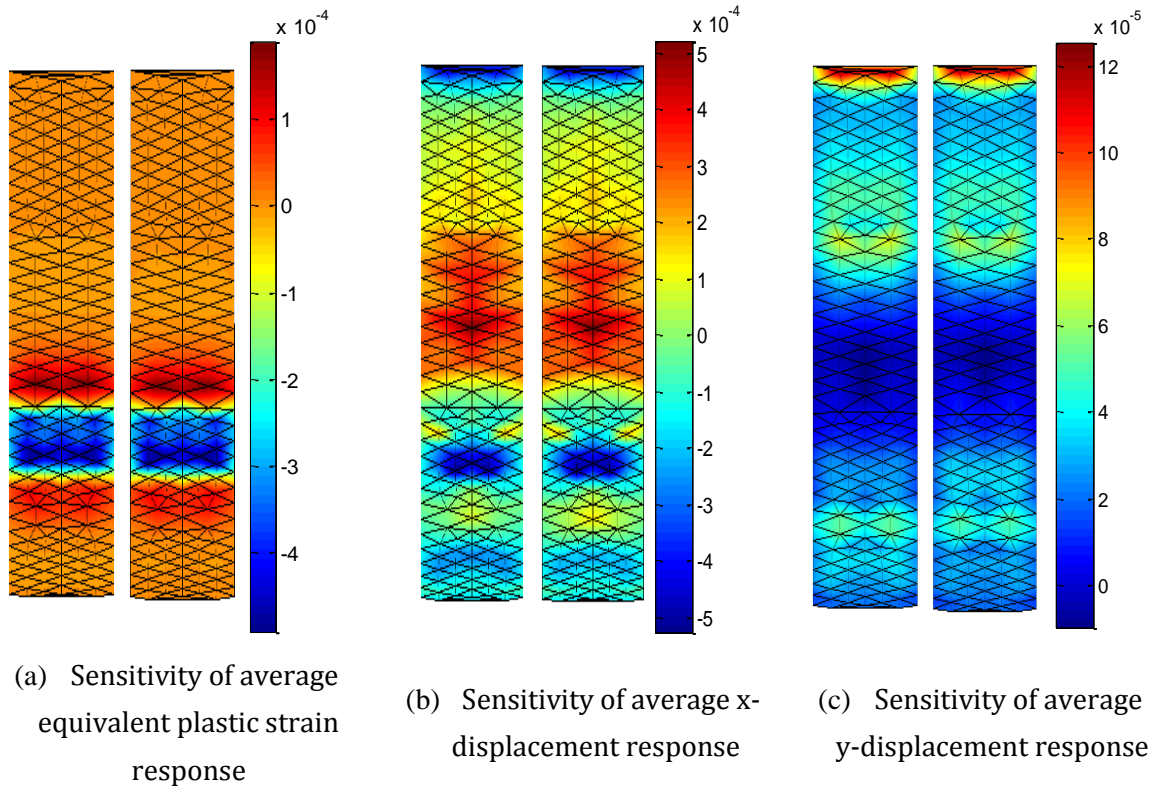 x 10⁻⁴
1
0
-1
-2
-3
-4
x 10⁻⁴
5
4
3
2
1
0
-1
-2
-3
-4
-5
x 10⁻⁵
12
10
8
6
4
2
0
(a) Sensitivity of average
equivalent plastic strain
response
(b) Sensitivity of average x-
displacement response
(c) Sensitivity of average
y-displacement response